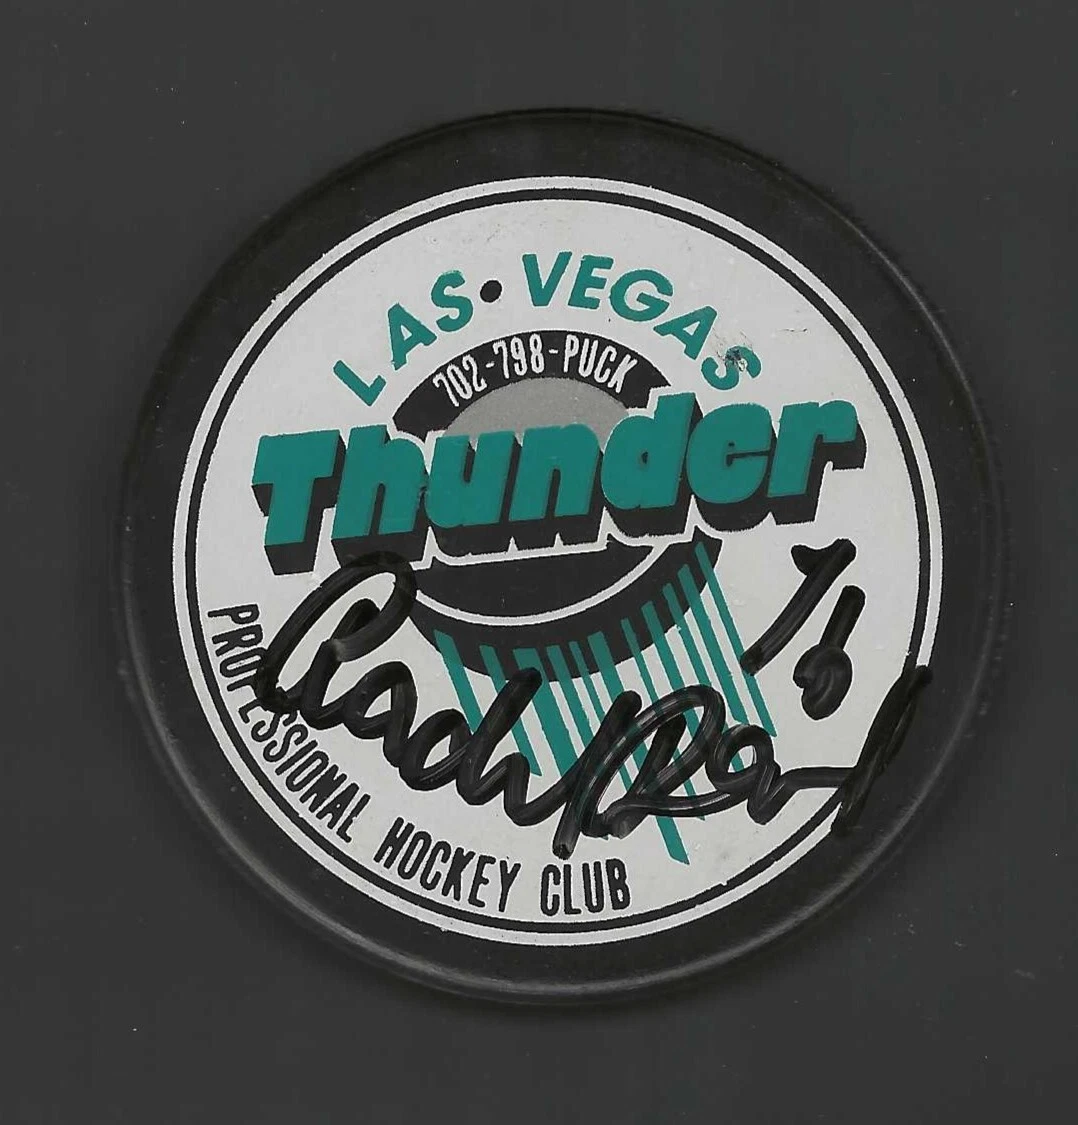 LAS • VEGAS
702-798-PUCK
Thunder
PROFESSIONAL HOCKEY CLUB